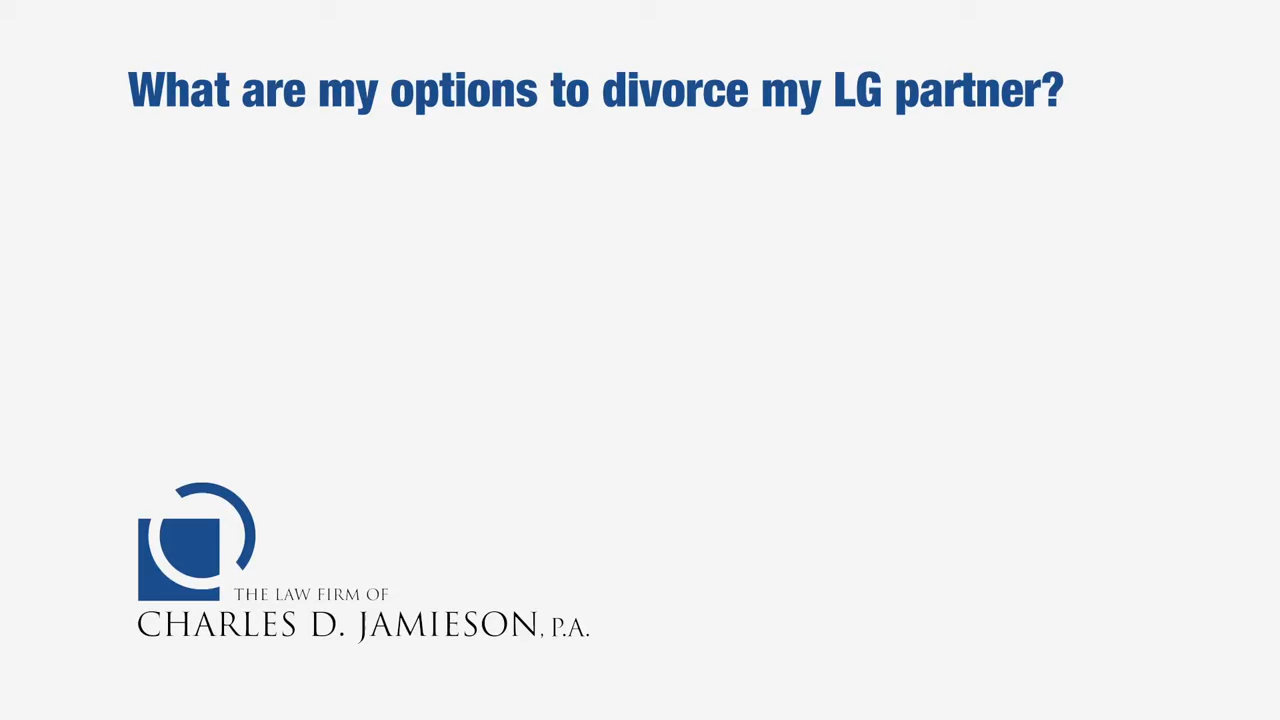 What are my options to divorce my LG partner?
THE LAW FIRM OF
CHARLES D. JAMIESON, P.A.